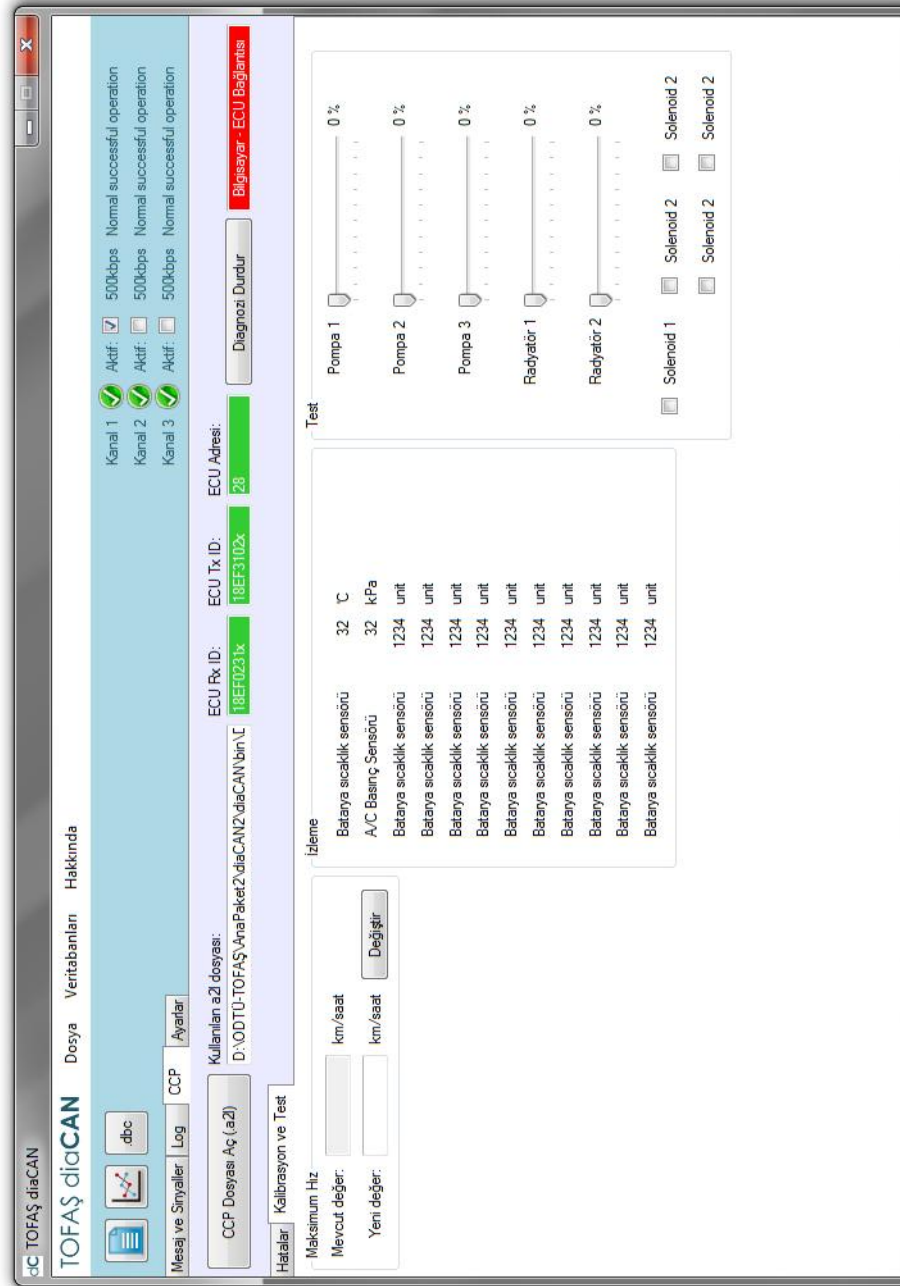 dC TOFAŞ diaCAN
TOFAŞ diaCAN Dosya Veritabanları Hakkında
.dbc
Kanal 1 Aktif: 500kbps Normal successful operation
Kanal 2 Aktif: 500kbps Normal successful operation
Kanal 3 Aktif: 500kbps Normal successful operation
Mesaj ve Sinyaller Log CCP Ayarlar
CCP Dosyası Aç (.a2l)
Kullanılan a2l dosyası: ECU Rx ID: ECU Tx ID: ECU Adresi:
D:\ODTÜ-TOFAŞ\AnaPaket2\diaCAN2\diaCAN\bin\D 18EF0231x 18EF3102x 28 Diagnozi Durdur Bilgisayar - ECU Bağlantısı
Hatalar Kalibrasyon ve Test
Maksimum Hız
Mevcut değer: km/saat
Yeni değer: km/saat Değiştir
İzleme
Batarya sıcaklık sensörü 32 °C
A/C Basınç Sensörü 32 kPa
Batarya sıcaklık sensörü 1234 unit
Batarya sıcaklık sensörü 1234 unit
Batarya sıcaklık sensörü 1234 unit
Batarya sıcaklık sensörü 1234 unit
Batarya sıcaklık sensörü 1234 unit
Batarya sıcaklık sensörü 1234 unit
Batarya sıcaklık sensörü 1234 unit
Batarya sıcaklık sensörü 1234 unit
Batarya sıcaklık sensörü 1234 unit
Batarya sıcaklık sensörü 1234 unit
Test
Pompa 1 0 %
Pompa 2 0 %
Pompa 3 0 %
Radyatör 1 0 %
Radyatör 2 0 %
Solenoid 1 Solenoid 2 Solenoid 2
Solenoid 2 Solenoid 2